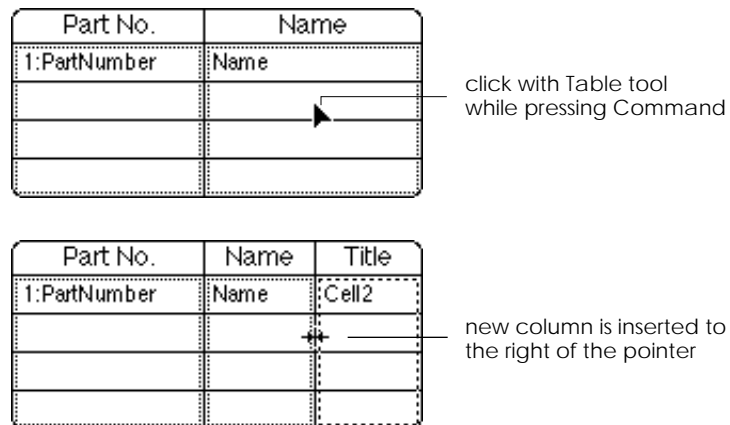 Part No. Name
1:PartNumber Name
click with Table tool
while pressing Command
Part No. Name Title
1:PartNumber Name Cell2
new column is inserted to
the right of the pointer